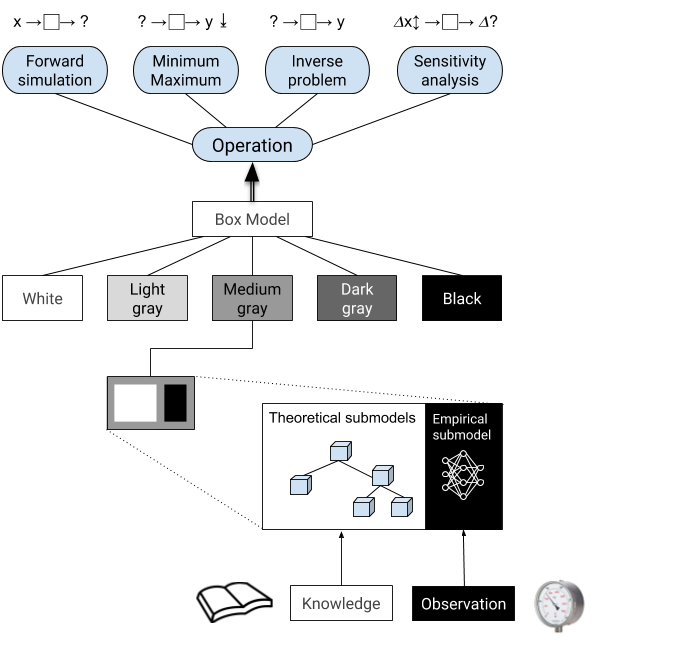 x →□→ ?
? →□→ y ↓
? →□→ y
Δx↕ →□→ Δ?
Forward
simulation
Minimum
Maximum
Inverse
problem
Sensitivity
analysis
Operation
Box Model
White
Light
gray
Medium
gray
Dark
gray
Black
Theoretical submodels
Empirical
submodel
Knowledge
Observation